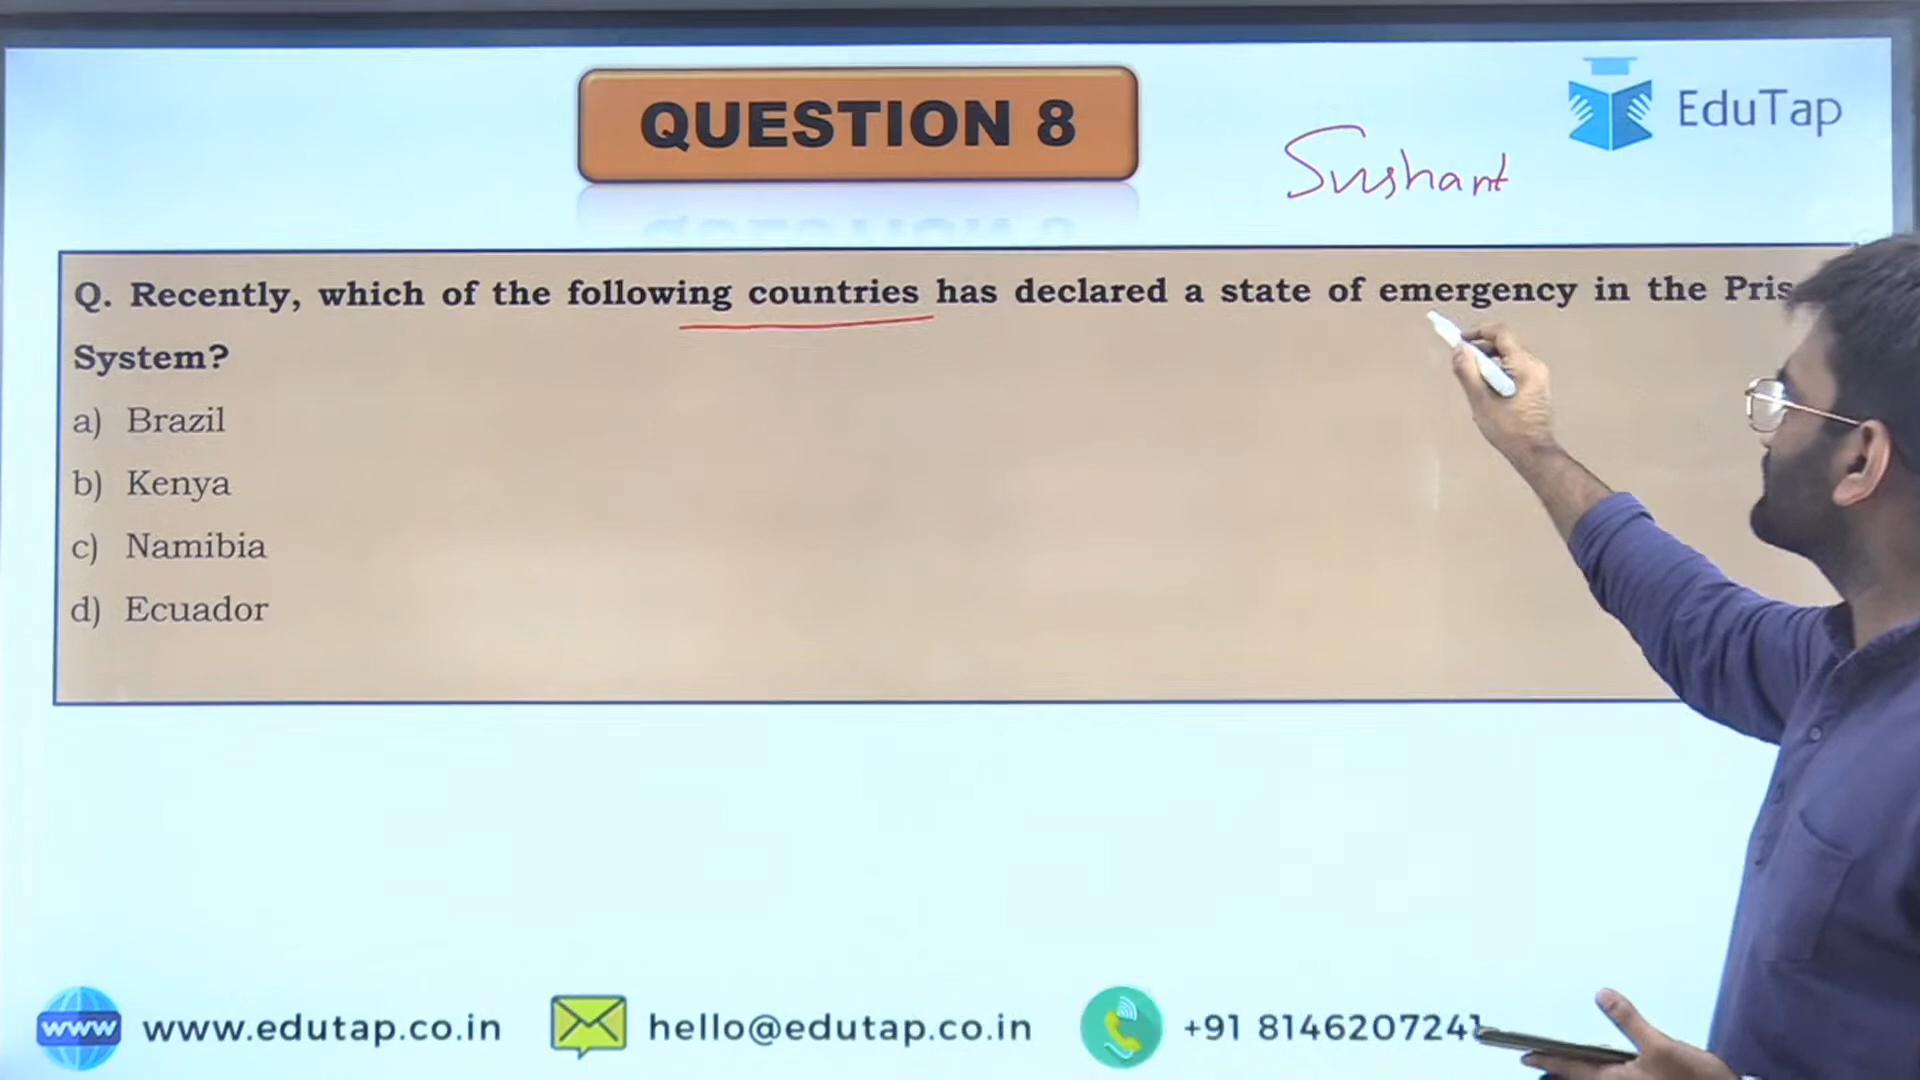 QUESTION 8
EduTap
Sushant
Q. Recently, which of the following countries has declared a state of emergency in the
System?
a) Brazil
b) Kenya
c) Namibia
d) Ecuador
www www.edutap.co.in hello@edutap.co.in +91 8146207241